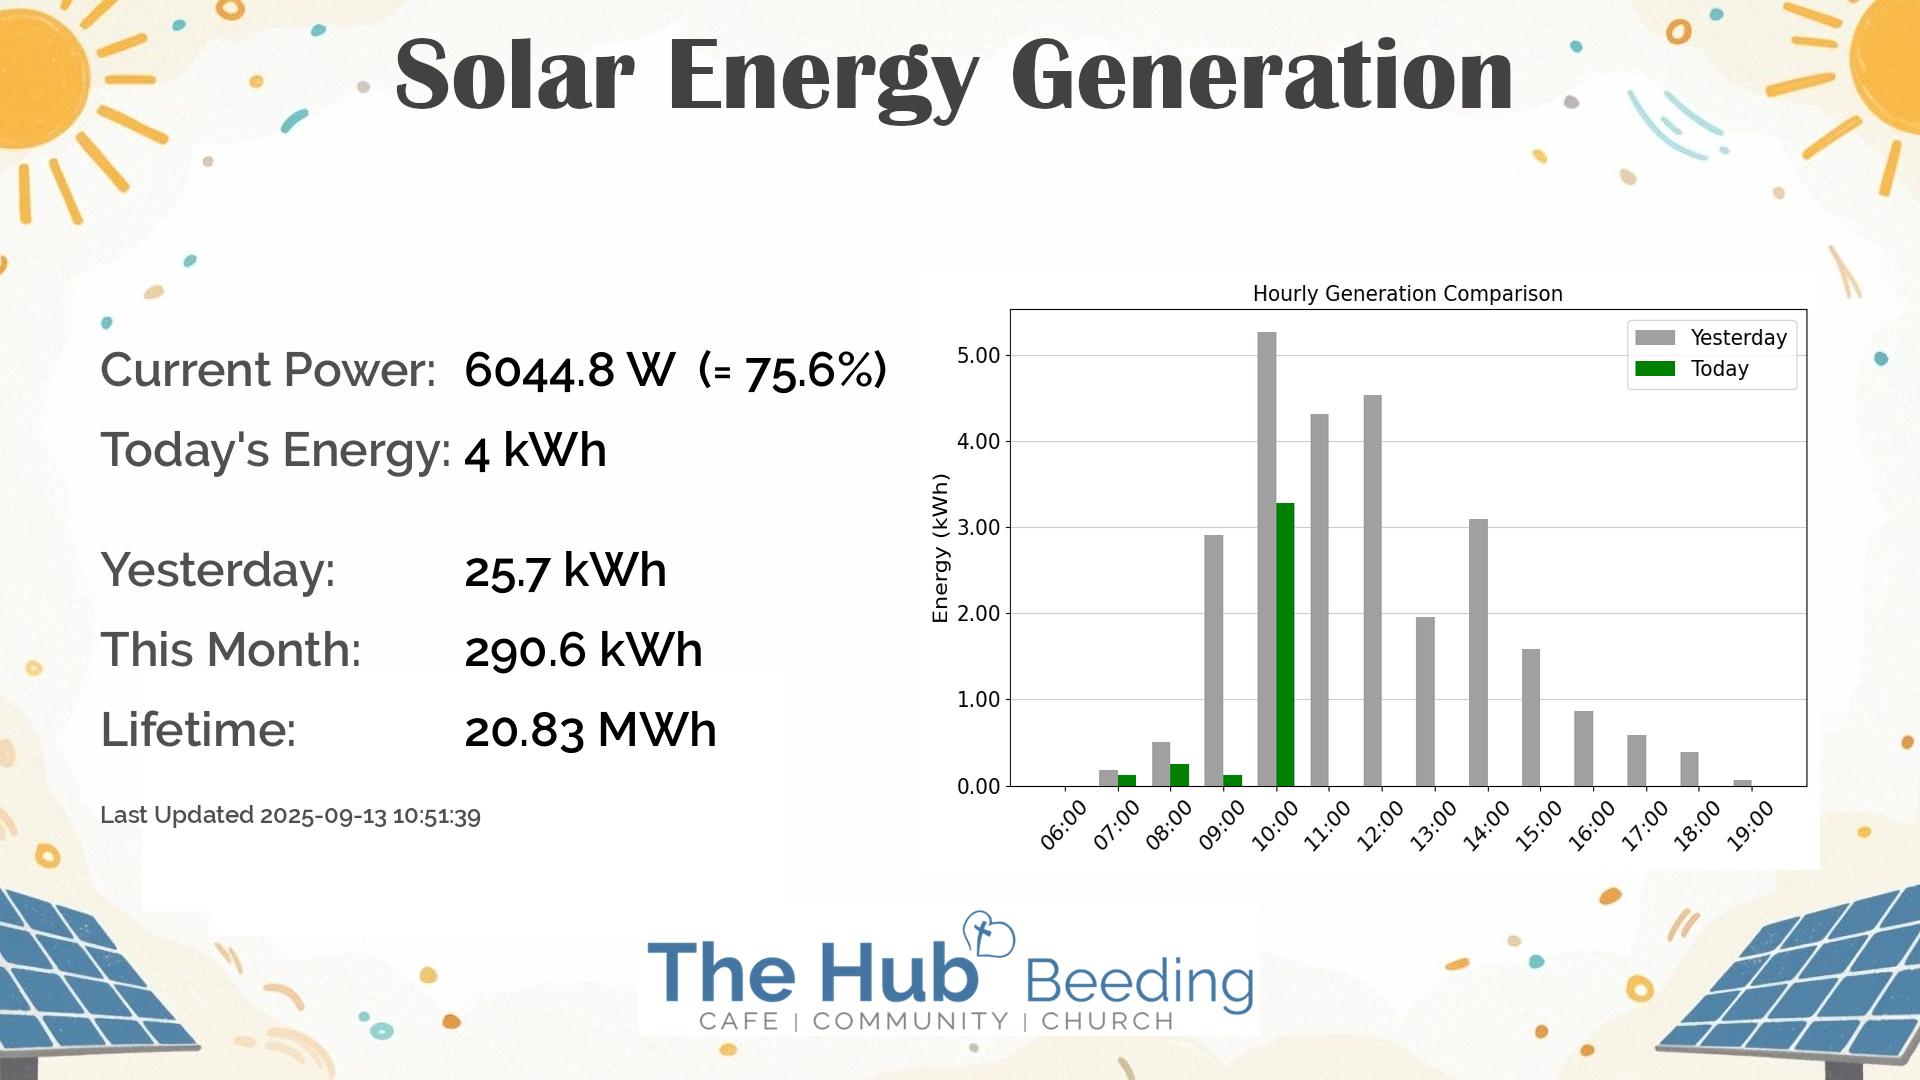 Solar Energy Generation
Current Power: 6044.8 W (= 75.6%)
Today's Energy: 4 kWh
Yesterday: 25.7 kWh
This Month: 290.6 kWh
Lifetime: 20.83 MWh
Last Updated 2025-09-13 10:51:39
Hourly Generation Comparison
Yesterday
Today
Energy (kWh)
5.00
4.00
3.00
2.00
1.00
0.00
06:00 07:00 08:00 09:00 10:00 11:00 12:00 13:00 14:00 15:00 16:00 17:00 18:00 19:00
The Hub Beeding
CAFE | COMMUNITY | CHURCH